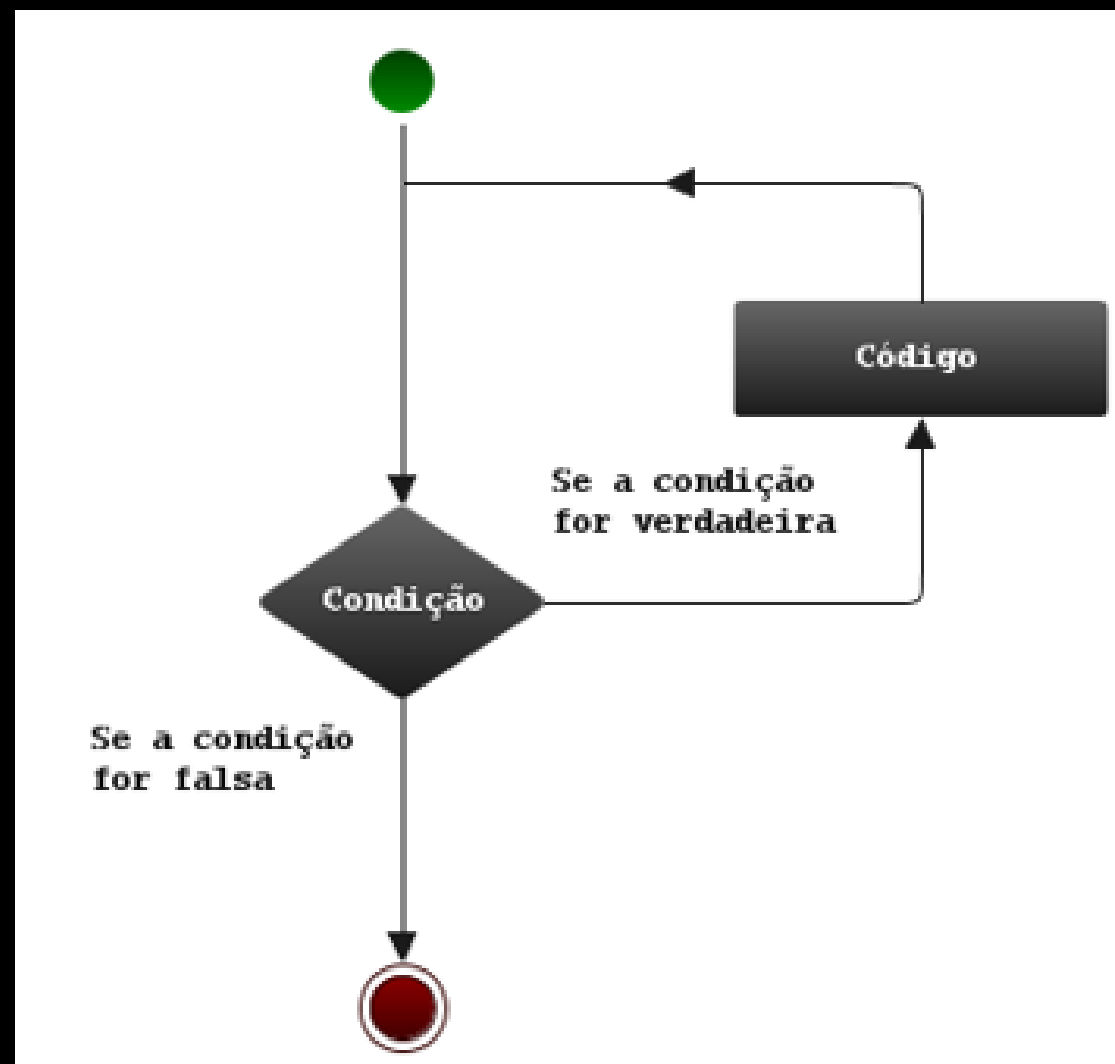 Código
Se a condição
for verdadeira
Condição
Se a condição
for falsa